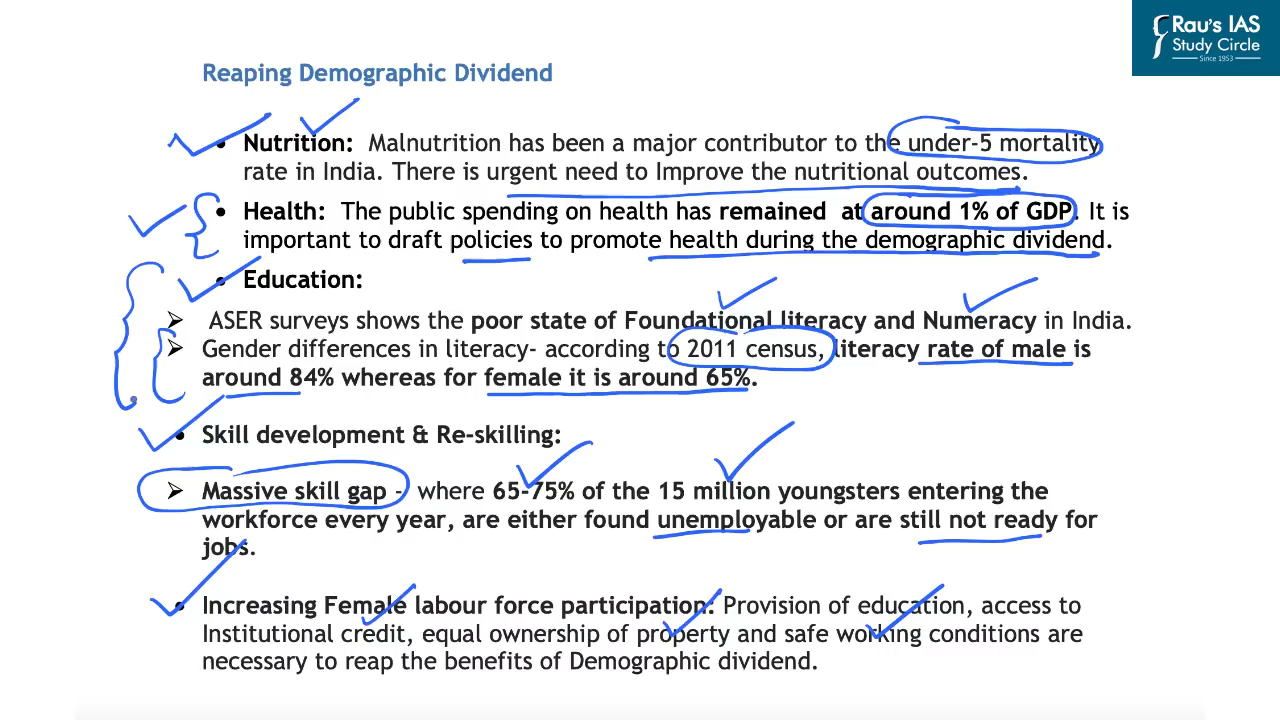 Rau's IAS
Study Circle
Since 1953
Reaping Demographic Dividend
• Nutrition: Malnutrition has been a major contributor to the under-5 mortality
rate in India. There is urgent need to Improve the nutritional outcomes.
• Health: The public spending on health has remained at around 1% of GDP. It is
important to draft policies to promote health during the demographic dividend.
• Education:
➢ ASER surveys shows the poor state of Foundational literacy and Numeracy in India.
➢ Gender differences in literacy- according to 2011 census, literacy rate of male is
around 84% whereas for female it is around 65%.
• Skill development & Re-skilling:
➢ Massive skill gap - where 65-75% of the 15 million youngsters entering the
workforce every year, are either found unemployable or are still not ready for
jobs.
• Increasing Female labour force participation: Provision of education, access to
Institutional credit, equal ownership of property and safe working conditions are
necessary to reap the benefits of Demographic dividend.